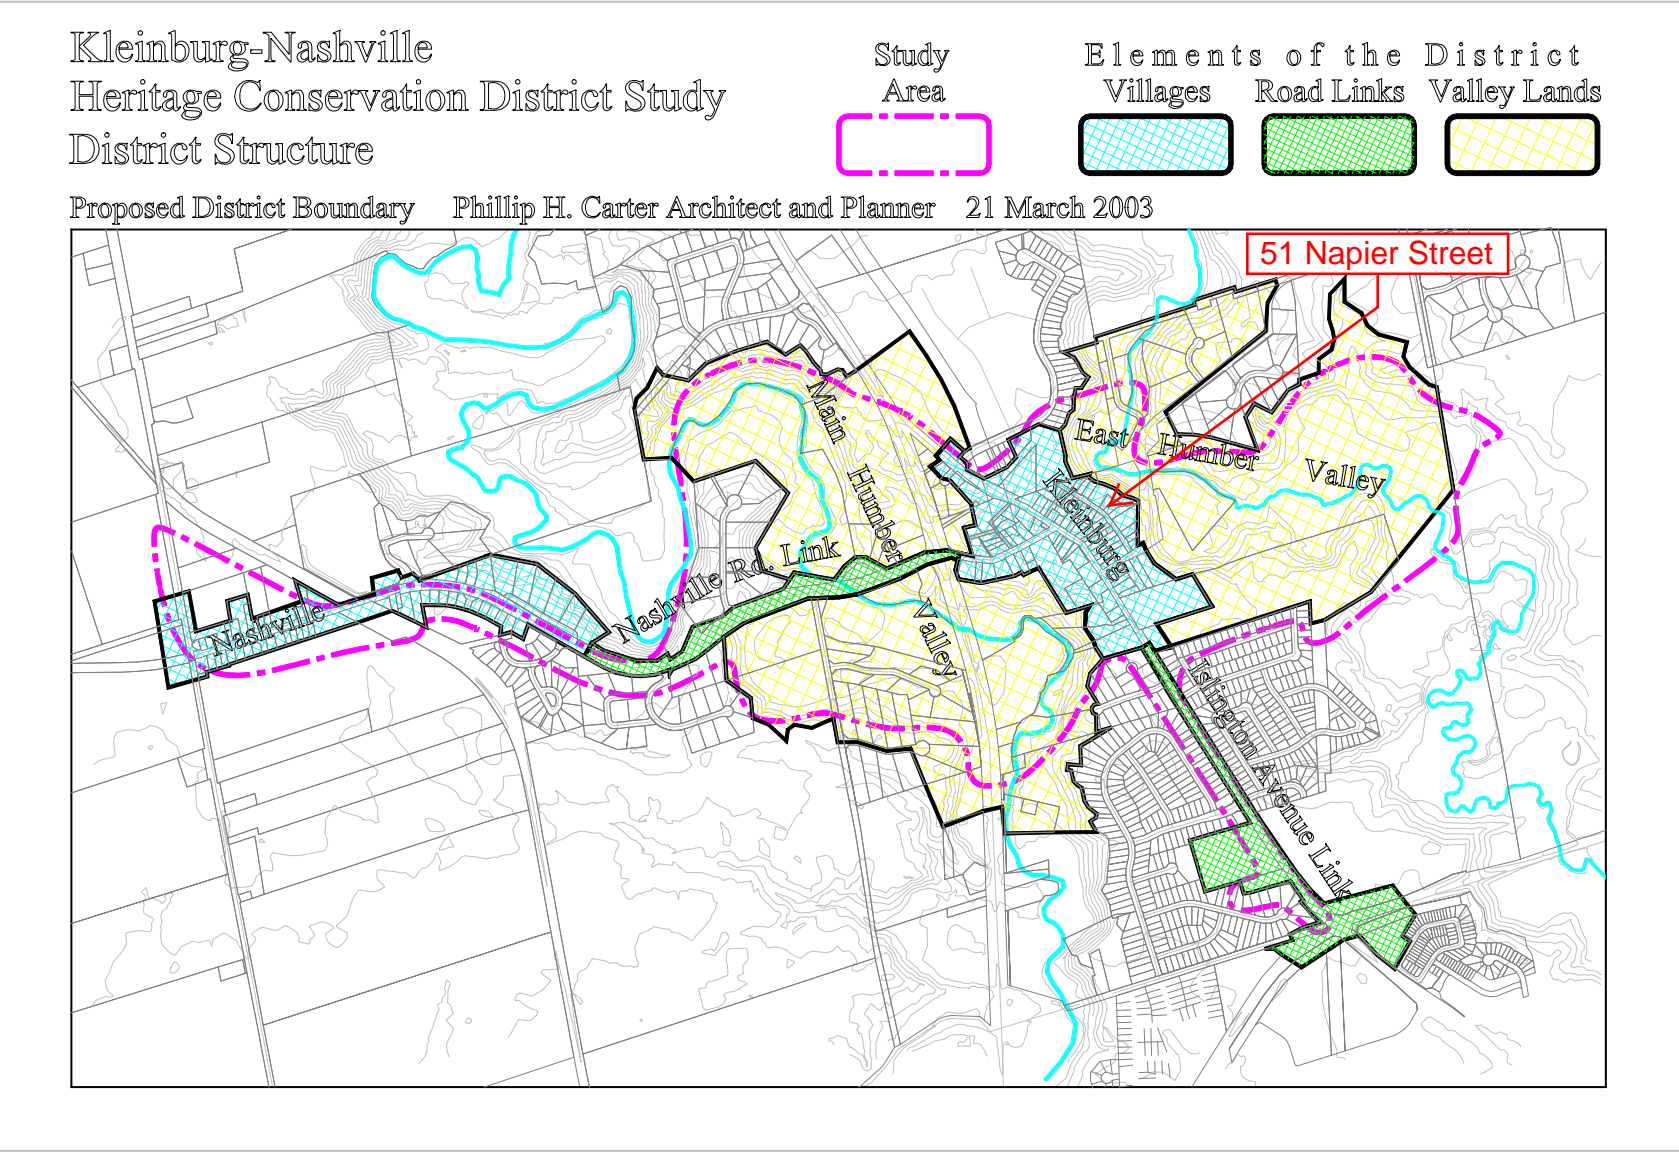 Kleinburg-Nashville
Heritage Conservation District Study
District Structure
Study
Area
Elements of the District
Villages
Road Links
Valley Lands
Proposed District Boundary Phillip H. Carter Architect and Planner 21 March 2003
51 Napier Street
Main
Humber
Valley
East Humber Valley
Kleinburg
Nashville Rd. Link
Nashville
Islington Avenue Link